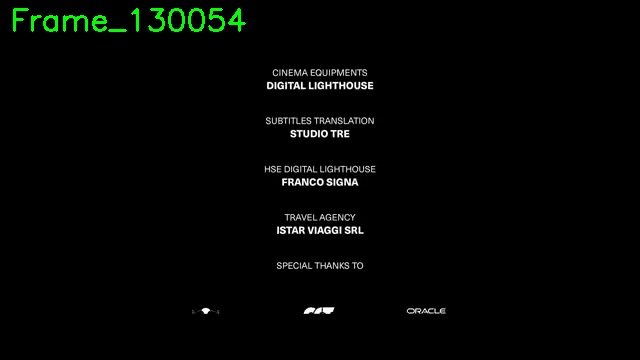 Frame_130054
CINEMA EQUIPMENTS
DIGITAL LIGHTHOUSE
SUBTITLES TRANSLATION
STUDIO TRE
HSE DIGITAL LIGHTHOUSE
FRANCO SIGNA
TRAVEL AGENCY
ISTAR VIAGGI SRL
SPECIAL THANKS TO
ORACLE